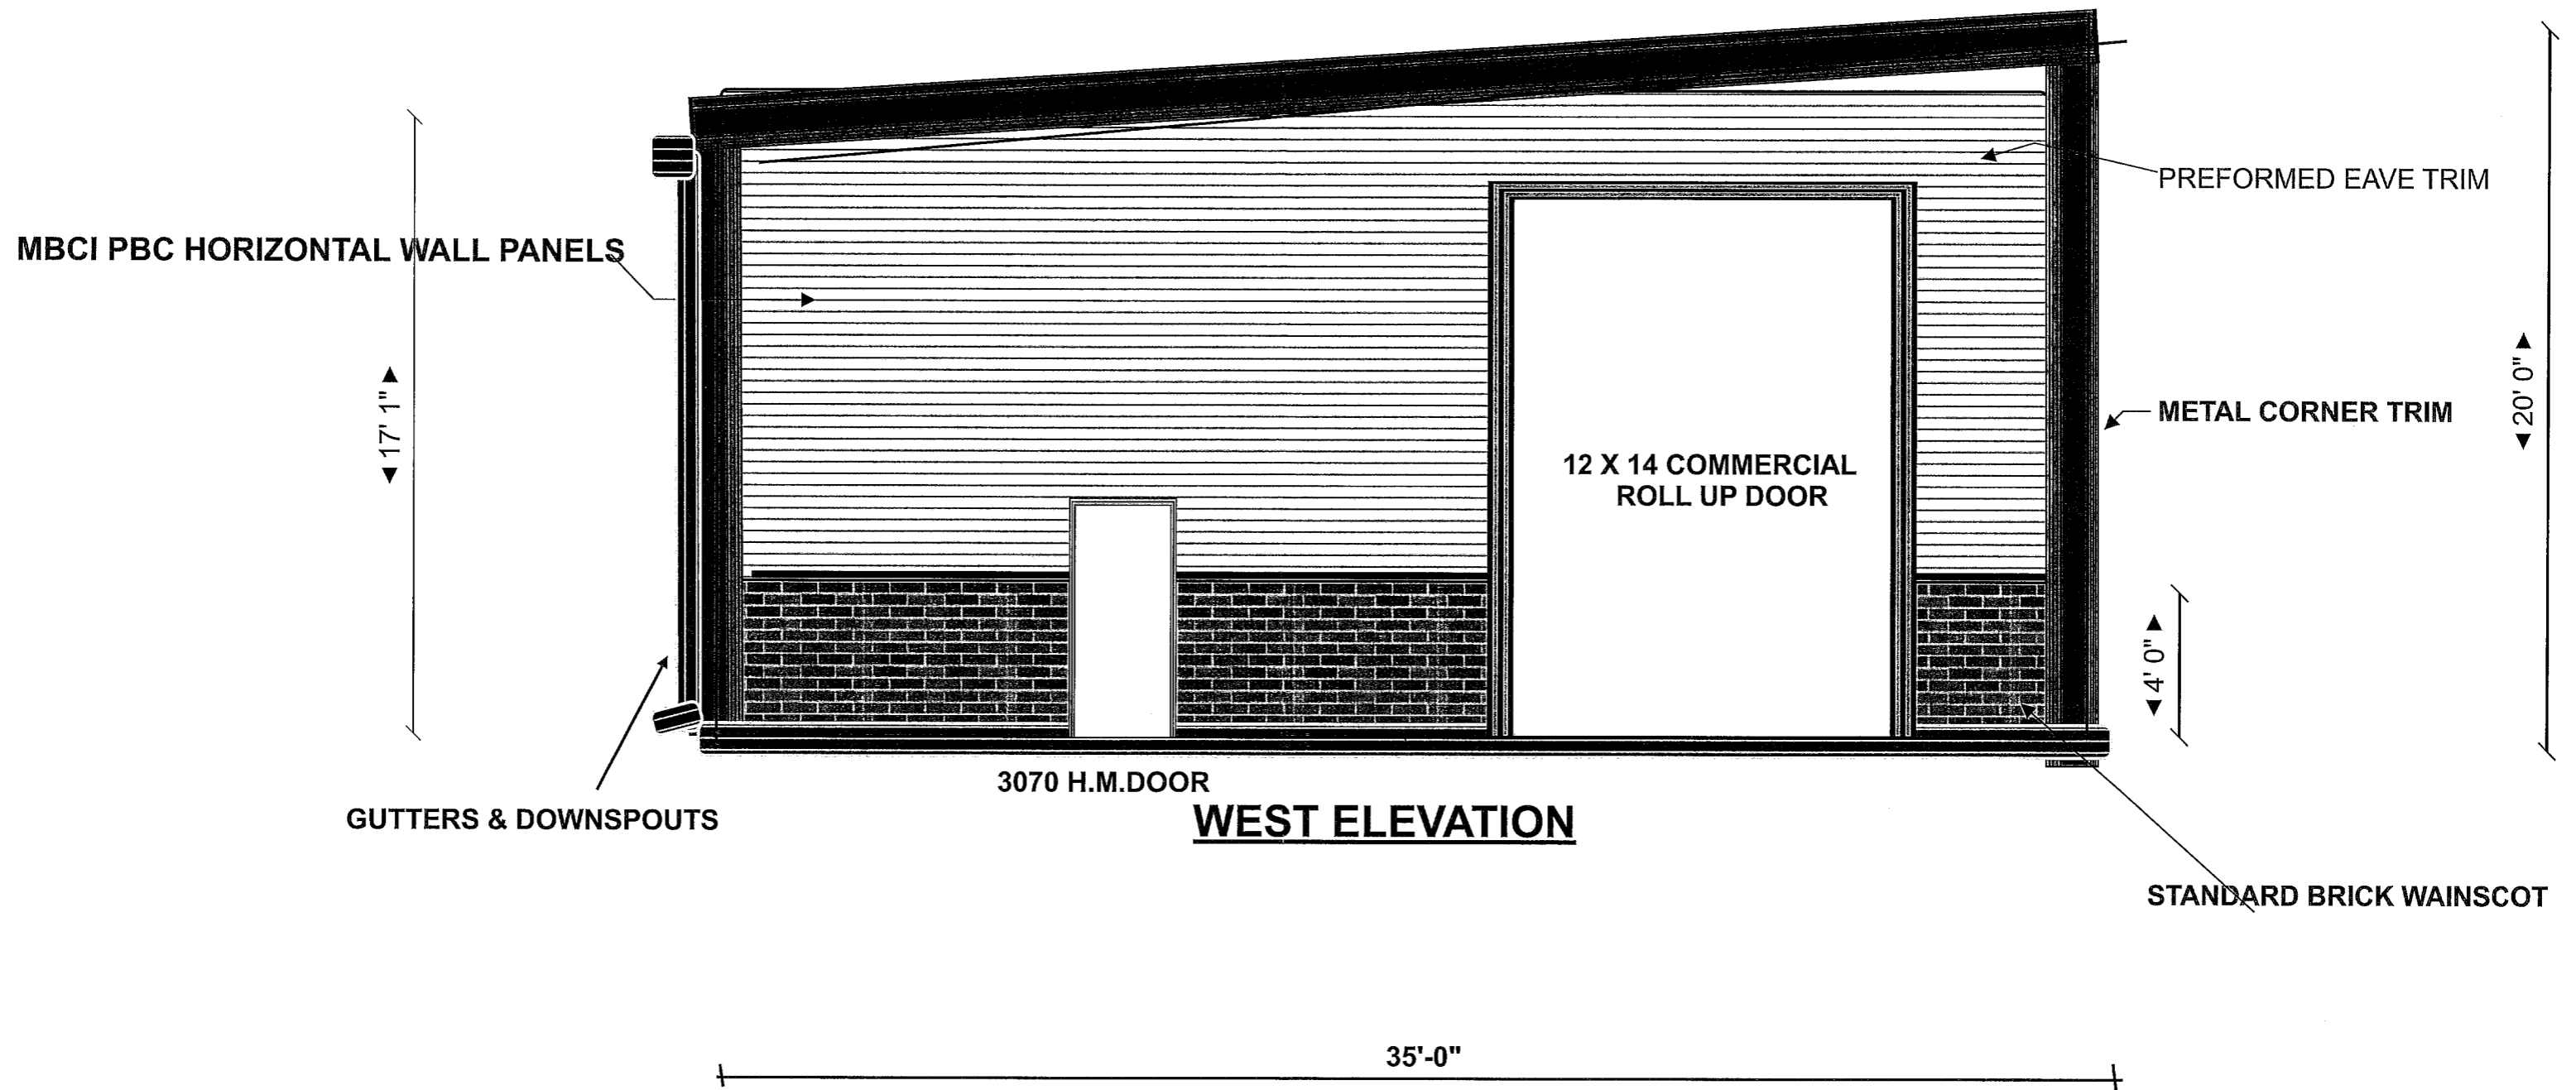 PREFORMED EAVE TRIM
MBCI PBC HORIZONTAL WALL PANELS
17' 1"
20' 0"
METAL CORNER TRIM
12 X 14 COMMERCIAL
ROLL UP DOOR
4' 0"
3070 H.M.DOOR
GUTTERS & DOWNSPOUTS
WEST ELEVATION
STANDARD BRICK WAINSCOT
35'-0"